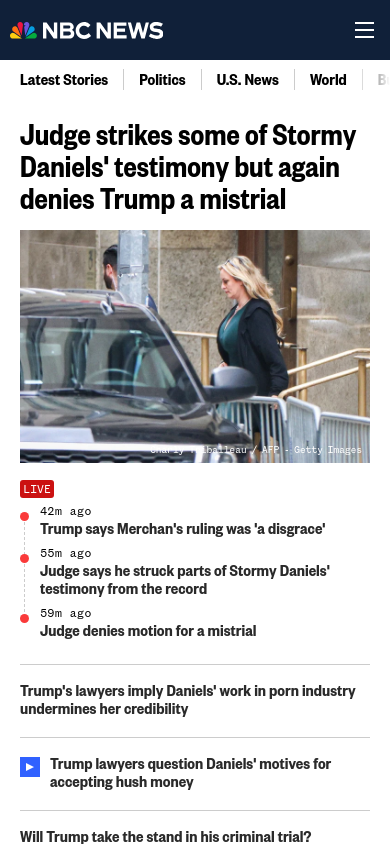 NBC NEWS
Latest Stories
Politics
U.S. News
World
Judge strikes some of Stormy
Daniels' testimony but again
denies Trump a mistrial
/ AFP - Getty Images
LIVE
42m ago
Trump says Merchan's ruling was 'a disgrace'
55m ago
Judge says he struck parts of Stormy Daniels'
testimony from the record
59m ago
Judge denies motion for a mistrial
Trump's lawyers imply Daniels' work in porn industry
undermines her credibility
Trump lawyers question Daniels' motives for
accepting hush money
Will Trump take the stand in his criminal trial?